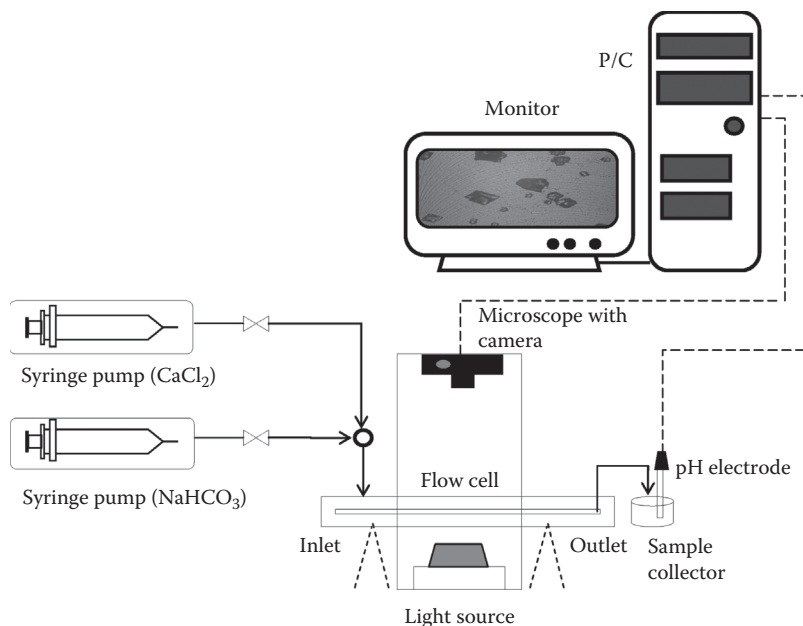 P/C
Monitor
Microscope with
camera
Syringe pump (CaCl₂)
Syringe pump (NaHCO₃)
Flow cell
pH electrode
Inlet
Outlet
Sample
collector
Light source